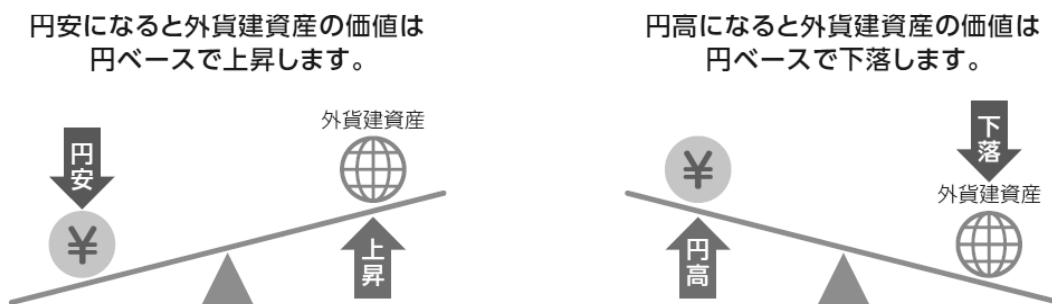 円安になると外貨建資産の価値は
円ベースで上昇します。
外貨建資産
円安
¥
上昇
円高になると外貨建資産の価値は
円ベースで下落します。
下落
¥
外貨建資産
円高